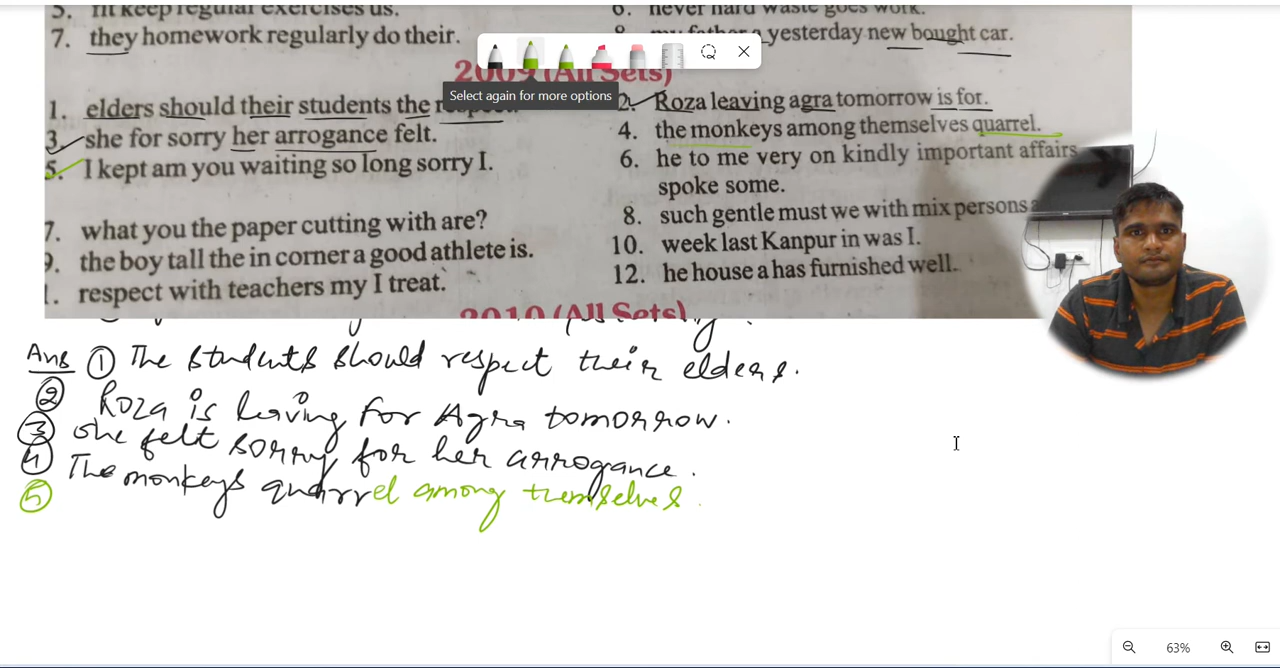 5. fit keep regular exercises us.
6. never hard waste goes work.
7. they homework regularly do their.
8. my father yesterday new bought car.
2009 (All Sets)
Select again for more options
1. elders should their students the
2. Roza leaving agra tomorrow is for.
3. she for sorry her arrogance felt.
4. the monkeys among themselves quarrel.
5. I kept am you waiting so long sorry I.
6. he to me very on kindly important affairs
spoke some.
7. what you the paper cutting with are?
8. such gentle must we with mix persons
9. the boy tall the in corner a good athlete is.
10. week last Kanpur in was I.
. respect with teachers my I treat.
12. he house a has furnished well.
2010 (All Sets)
Ans ① The students should respect their elders.
② Roza is leaving for Agra tomorrow.
③ She felt sorry for her arrogance.
④ The monkeys quarrel among themselves.
⑤
63%